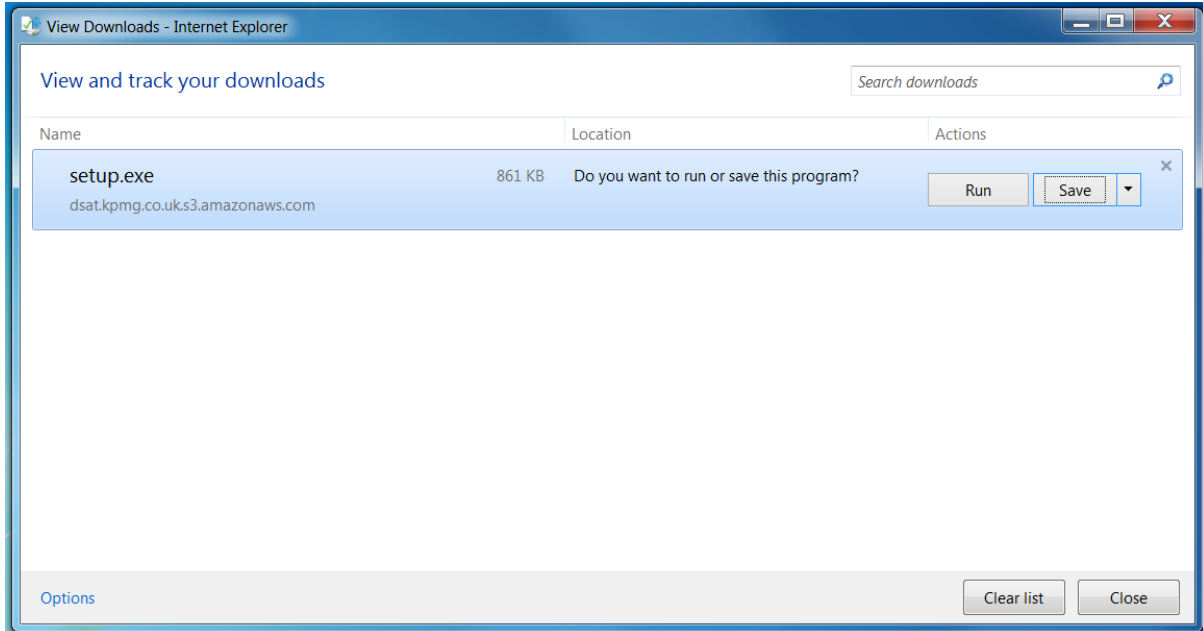 View Downloads - Internet Explorer
View and track your downloads
Search downloads
Name Location Actions
setup.exe 861 KB Do you want to run or save this program? Run Save
dsat.kpmg.co.uk.s3.amazonaws.com
Options Clear list Close